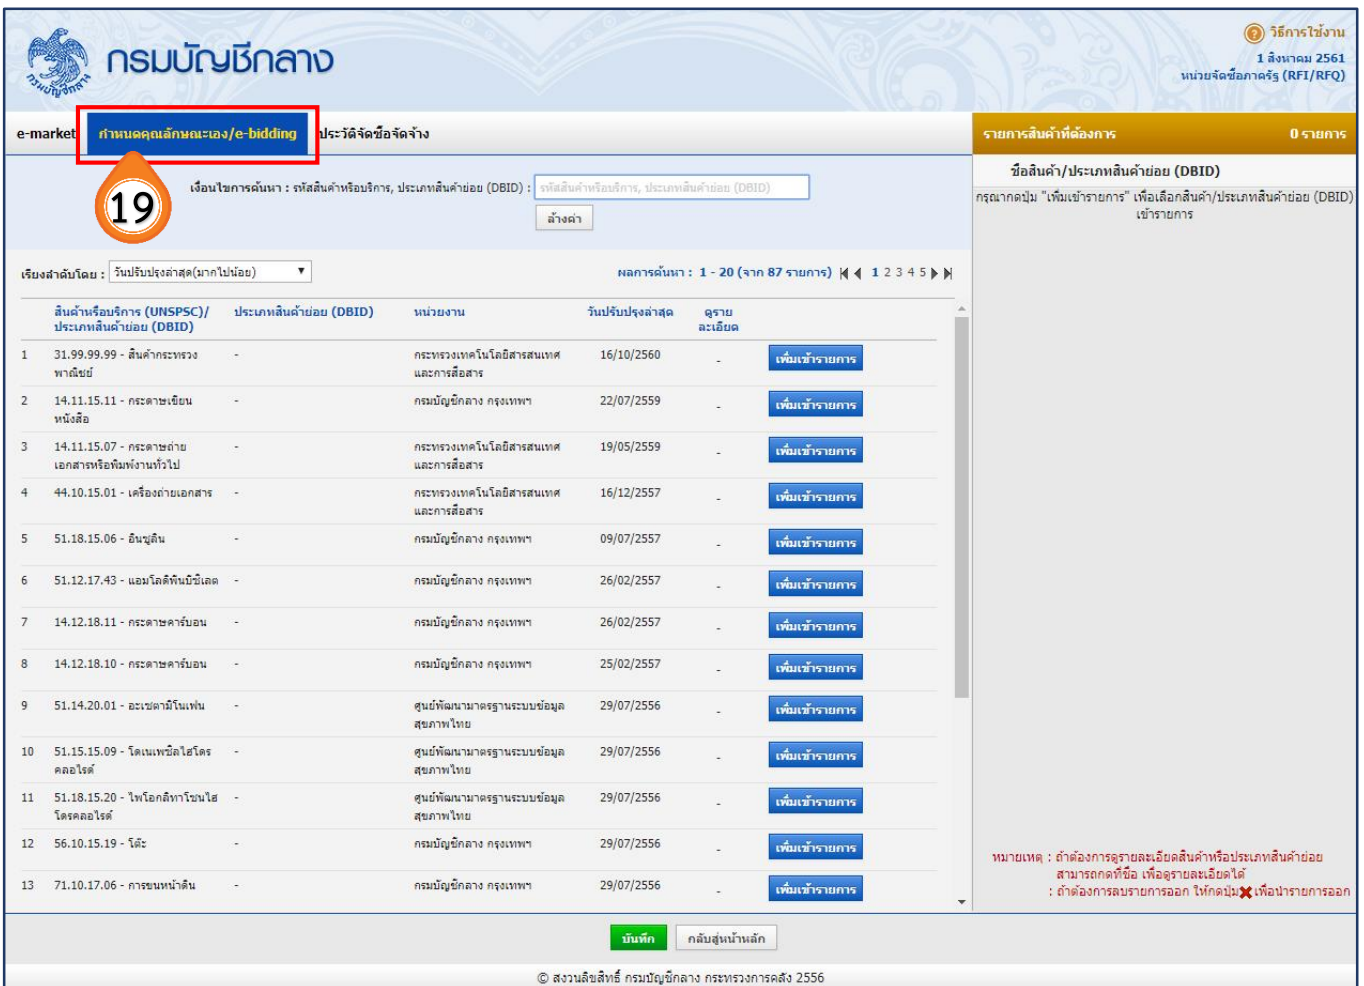 วิธีการใช้งาน
กรมบัญชีกลาง
1 สิงหาคม 2561
หน่วยจัดซื้อภาครัฐ (RFI/RFQ)
e-market กำหนดคุณลักษณะเอง/e-bidding ประวัติจัดซื้อจัดจ้าง
รายการสินค้าที่ต้องการ 0 รายการ
19
เงื่อนไขการค้นหา : รหัสสินค้าหรือบริการ, ประเภทสินค้าย่อย (DBID) : รหัสสินค้าหรือบริการ, ประเภทสินค้าย่อย (DBID)
ล้างค่า
ชื่อสินค้า/ประเภทสินค้าย่อย (DBID)
กรุณากดปุ่ม "เพิ่มเข้ารายการ" เพื่อเลือกสินค้า/ประเภทสินค้าย่อย (DBID)
เข้ารายการ
เรียงลำดับโดย : วันปรับปรุงล่าสุด(มากไปน้อย)
ผลการค้นหา : 1 - 20 (จาก 87 รายการ) 1 2 3 4 5
สินค้าหรือบริการ (UNSPSC)/ ประเภทสินค้าย่อย (DBID) หน่วยงาน วันปรับปรุงล่าสุด ดูราย
ประเภทสินค้าย่อย (DBID) ละเอียด
1 31.99.99.99 - สินค้ากระทรวง - กระทรวงเทคโนโลยีสารสนเทศ 16/10/2560 - เพิ่มเข้ารายการ
พาณิชย์ และการสื่อสาร
2 14.11.15.11 - กระดาษเขียน - กรมบัญชีกลาง กรุงเทพฯ 22/07/2559 - เพิ่มเข้ารายการ
หนังสือ
3 14.11.15.07 - กระดาษถ่าย - กระทรวงเทคโนโลยีสารสนเทศ 19/05/2559 - เพิ่มเข้ารายการ
เอกสารหรือพิมพ์งานทั่วไป และการสื่อสาร
4 44.10.15.01 - เครื่องถ่ายเอกสาร - กระทรวงเทคโนโลยีสารสนเทศ 16/12/2557 - เพิ่มเข้ารายการ
และการสื่อสาร
5 51.18.15.06 - อินซูลิน - กรมบัญชีกลาง กรุงเทพฯ 09/07/2557 - เพิ่มเข้ารายการ
6 51.12.17.43 - แอมโลดิพีนบิซิเลต - กรมบัญชีกลาง กรุงเทพฯ 26/02/2557 - เพิ่มเข้ารายการ
7 14.12.18.11 - กระดาษคาร์บอน - กรมบัญชีกลาง กรุงเทพฯ 26/02/2557 - เพิ่มเข้ารายการ
8 14.12.18.10 - กระดาษคาร์บอน - กรมบัญชีกลาง กรุงเทพฯ 25/02/2557 - เพิ่มเข้ารายการ
9 51.14.20.01 - อะเซตามิโนเฟน - ศูนย์พัฒนามาตรฐานระบบข้อมูล 29/07/2556 - เพิ่มเข้ารายการ
สุขภาพไทย
10 51.15.15.09 - โดเนเพซิลไฮโดร - ศูนย์พัฒนามาตรฐานระบบข้อมูล 29/07/2556 - เพิ่มเข้ารายการ
คลอไรด์ สุขภาพไทย
11 51.18.15.20 - ไพโอกลิทาโซนไฮ - ศูนย์พัฒนามาตรฐานระบบข้อมูล 29/07/2556 - เพิ่มเข้ารายการ
โดรคลอไรด์ สุขภาพไทย
12 56.10.15.19 - โต๊ะ - กรมบัญชีกลาง กรุงเทพฯ 29/07/2556 - เพิ่มเข้ารายการ
13 71.10.17.06 - การขนหน้าดิน - กรมบัญชีกลาง กรุงเทพฯ 29/07/2556 - เพิ่มเข้ารายการ
หมายเหตุ : ถ้าต้องการดูรายละเอียดสินค้าหรือประเภทสินค้าย่อย
สามารถกดที่ชื่อ เพื่อดูรายละเอียดได้
: ถ้าต้องการลบรายการออก ให้กดปุ่ม เพื่อนำรายการออก
บันทึก กลับสู่หน้าหลัก
© สงวนลิขสิทธิ์ กรมบัญชีกลาง กระทรวงการคลัง 2556